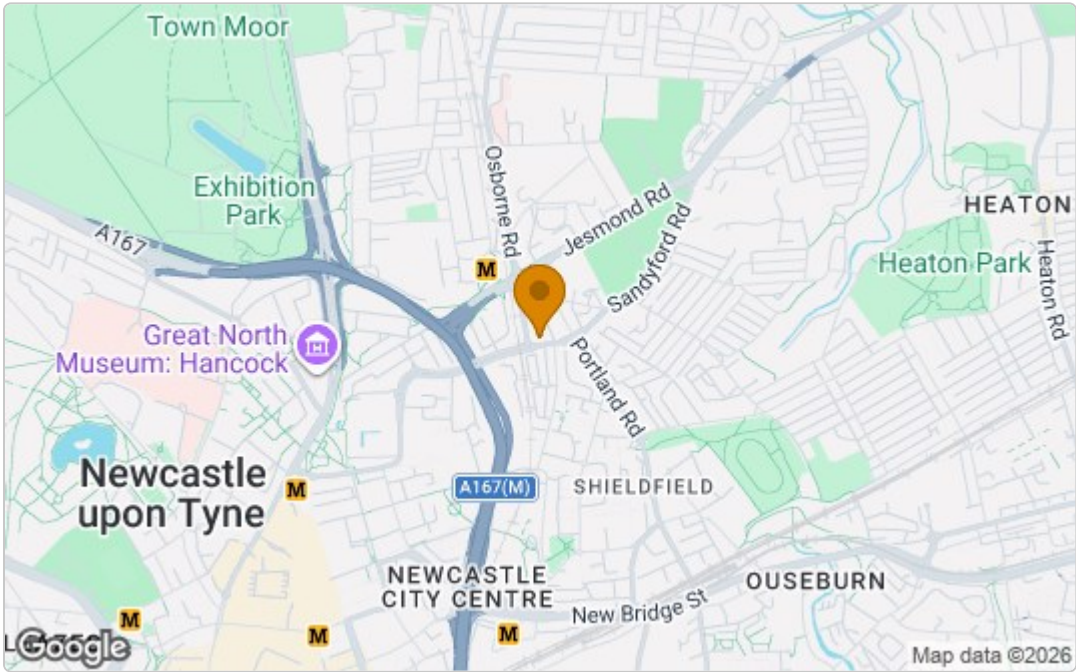 Town Moor
Osborne Rd
Exhibition
Park
Jesmond Rd
HEATON
A167
M
Sandyford Rd
Heaton Park
Heaton Rd
Great North
Museum: Hancock
Portland Rd
Newcastle
upon Tyne
M
A167(M)
SHIELDFIELD
NEWCASTLE
CITY CENTRE
OUSEBURN
New Bridge St
M
M
M
Google
Map data ©2026